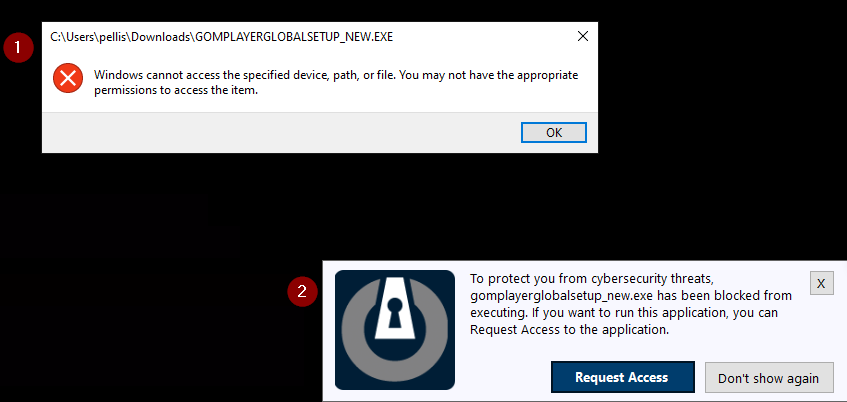 1
C:\Users\pellis\Downloads\GOMPLAYERGLOBALSETUP_NEW.EXE
Windows cannot access the specified device, path, or file. You may not have the appropriate
permissions to access the item.
OK
2
To protect you from cybersecurity threats,
gomplayerglobalsetup_new.exe has been blocked from
executing. If you want to run this application, you can
Request Access to the application.
X
Request Access
Don't show again